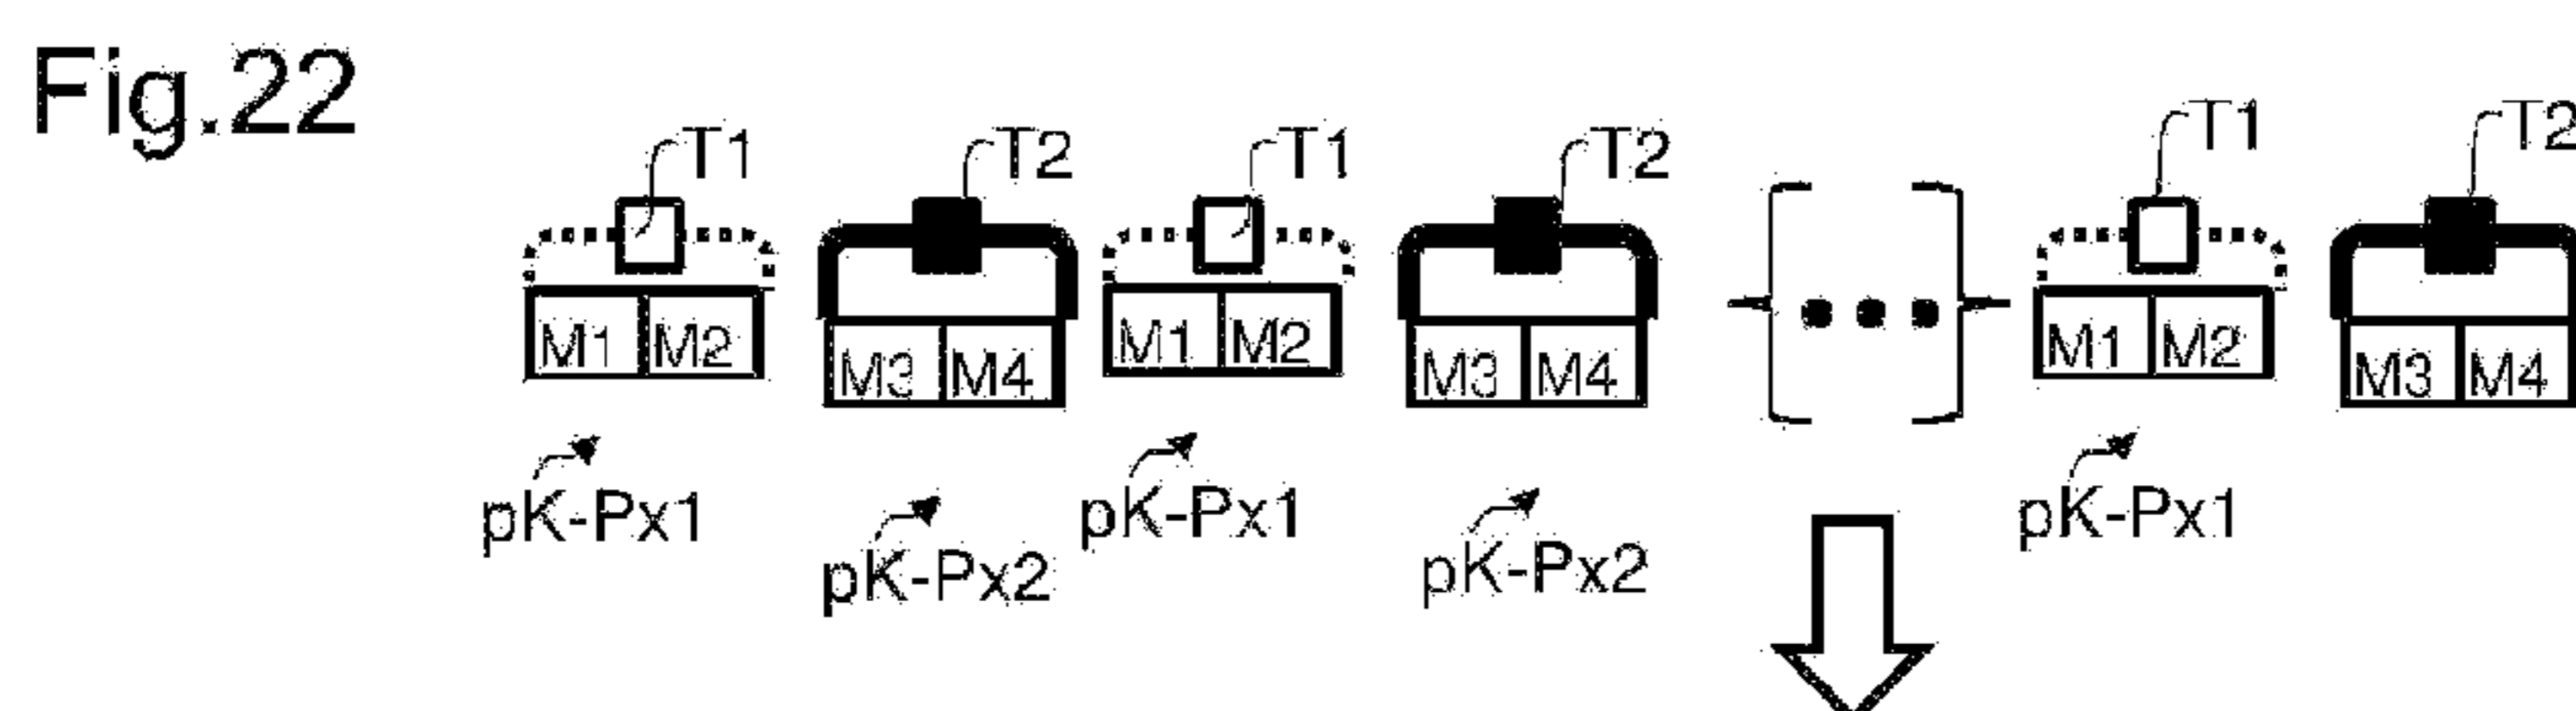 Fig.22
T1 T2 T1 T2 T1 T2
M1 M2 M3 M4 M1 M2 M3 M4 M1 M2 M3 M4
pK-Px1 pK-Px2 pK-Px1 pK-Px2 pK-Px1